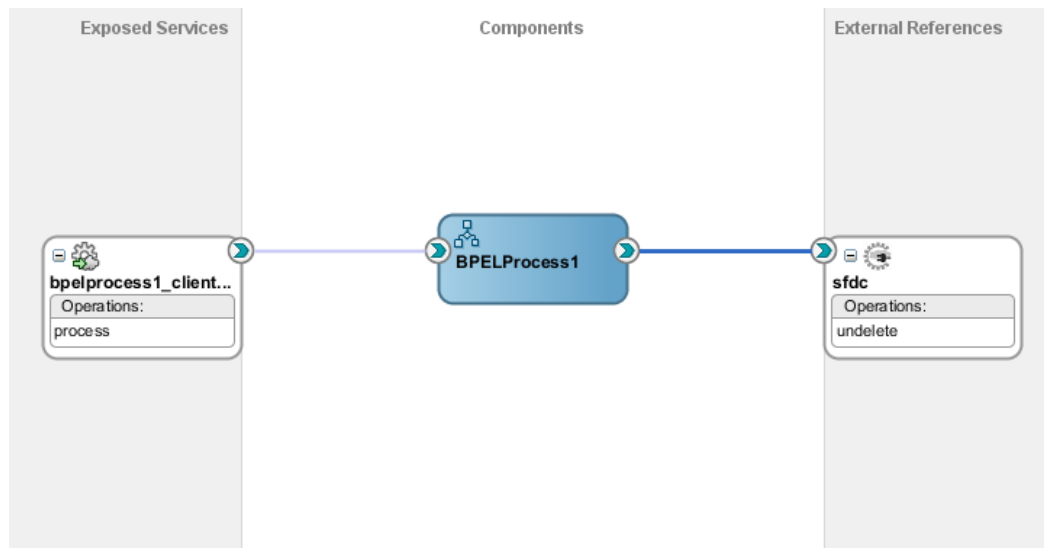 Exposed Services
Components
External References
bpelprocess1_client...
Operations:
process
BPELProcess1
sfdc
Operations:
undelete